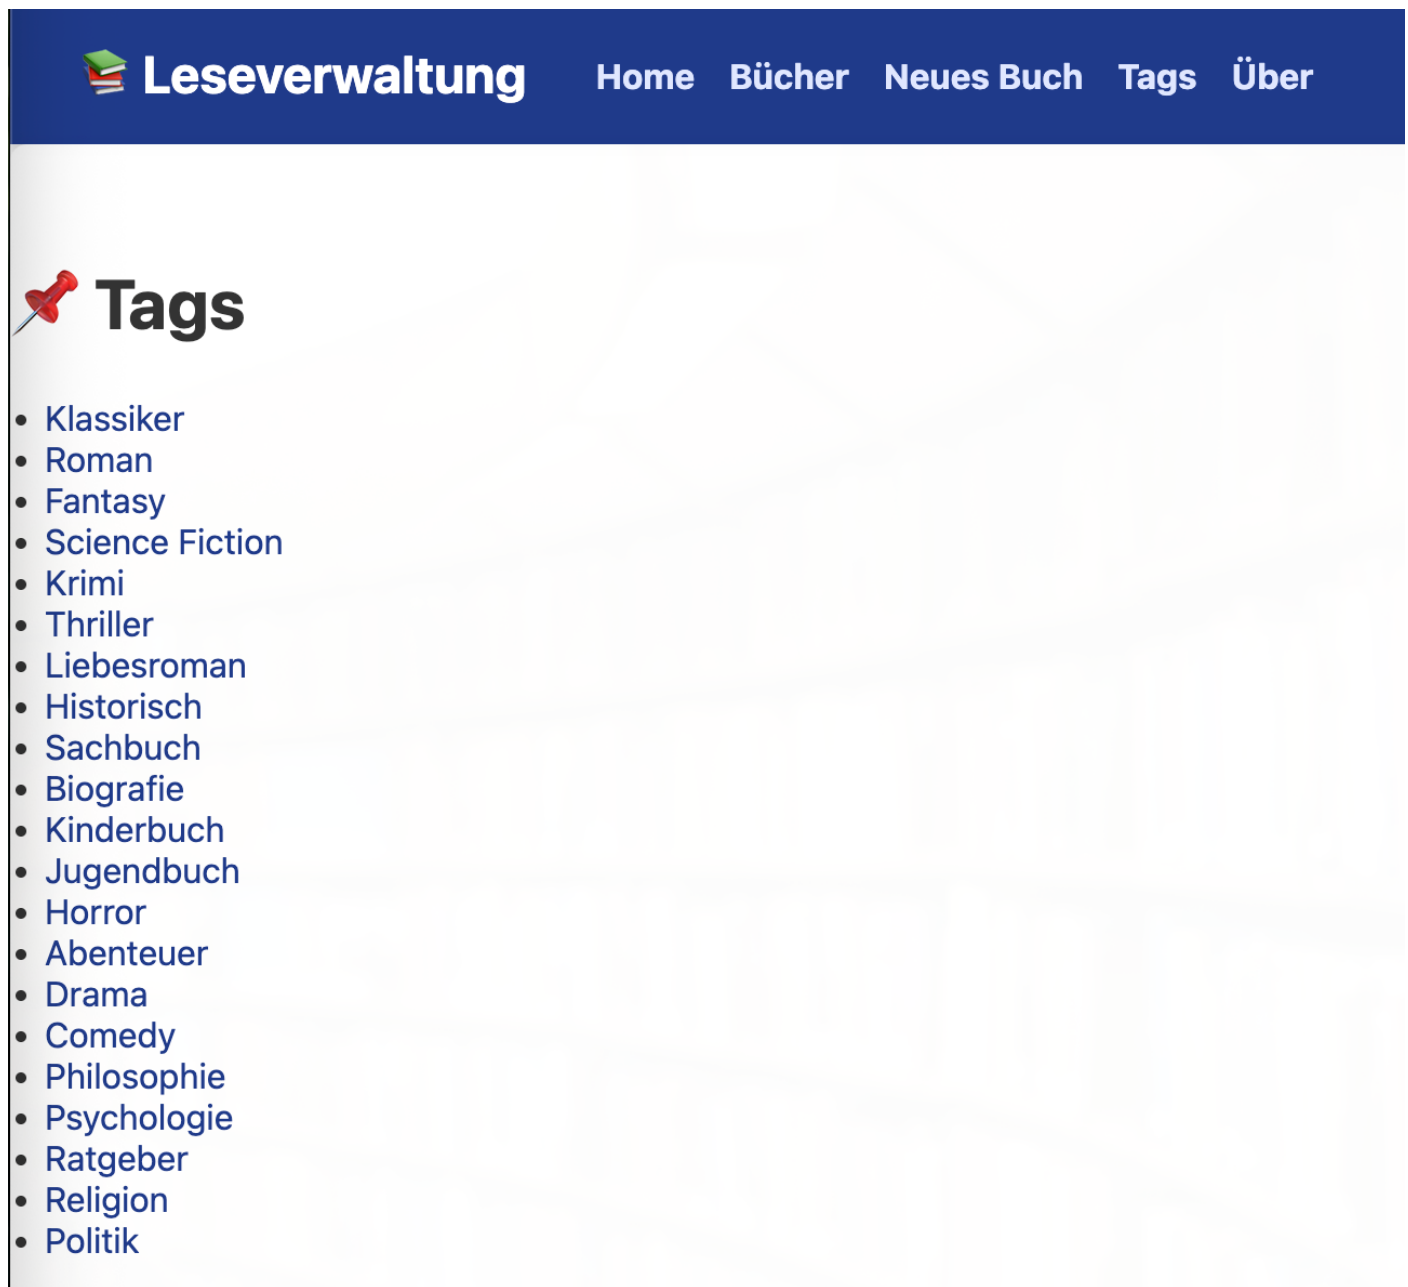 Leseverwaltung Home Bücher Neues Buch Tags Über
Tags
Klassiker
Roman
Fantasy
Science Fiction
Krimi
Thriller
Liebesroman
Historisch
Sachbuch
Biografie
Kinderbuch
Jugendbuch
Horror
Abenteuer
Drama
Comedy
Philosophie
Psychologie
Ratgeber
Religion
Politik